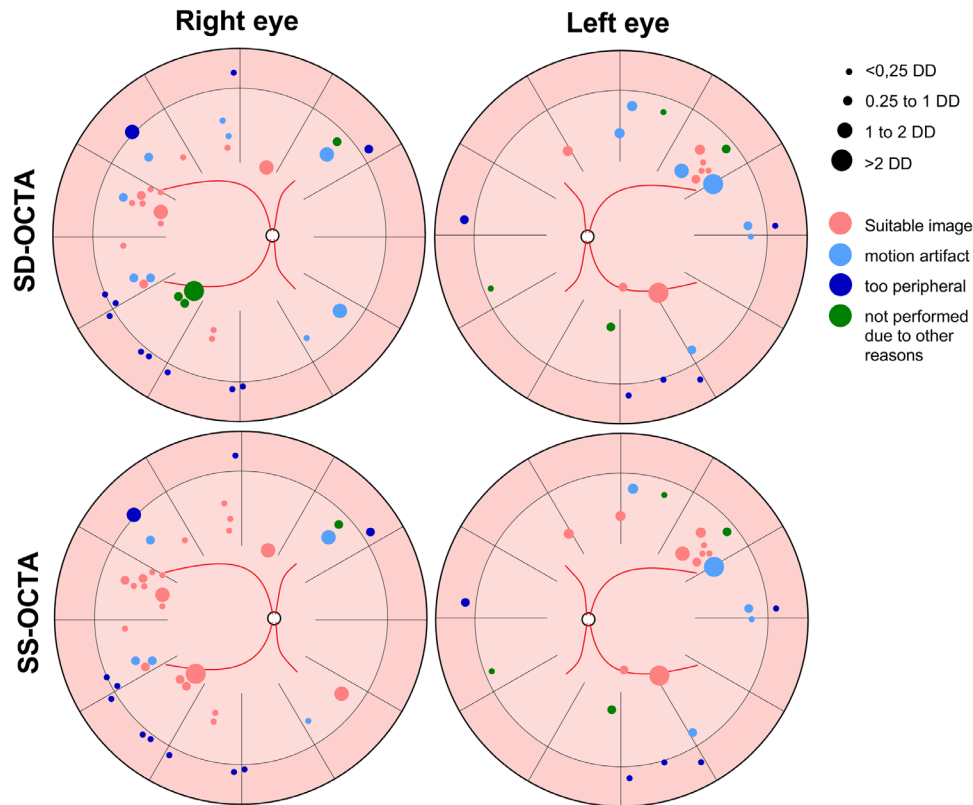 Right eye
Left eye
SD-OCTA
SS-OCTA
<0,25 DD
0.25 to 1 DD
1 to 2 DD
>2 DD
Suitable image
motion artifact
too peripheral
not performed
due to other
reasons